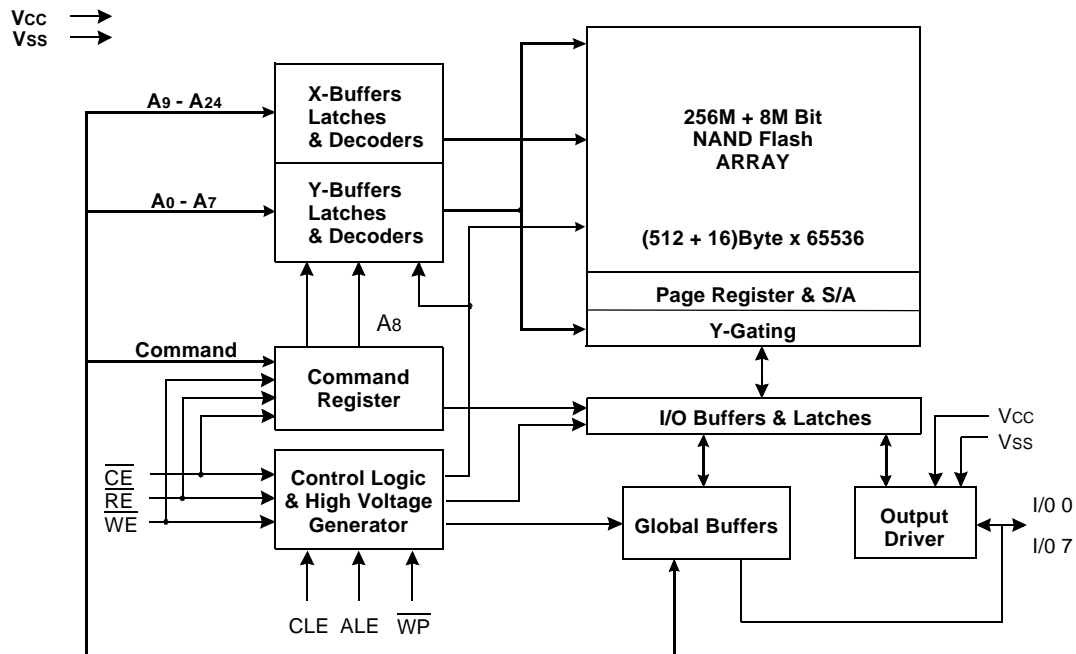 VCC
VSS
A9 - A24
X-Buffers
Latches
& Decoders
A0 - A7
Y-Buffers
Latches
& Decoders
256M + 8M Bit
NAND Flash
ARRAY
(512 + 16)Byte x 65536
Page Register & S/A
Y-Gating
A8
Command
Command
Register
I/O Buffers & Latches
VCC
VSS
CE
RE
WE
Control Logic
& High Voltage
Generator
Global Buffers
Output
Driver
I/0 0
I/0 7
CLE
ALE
WP